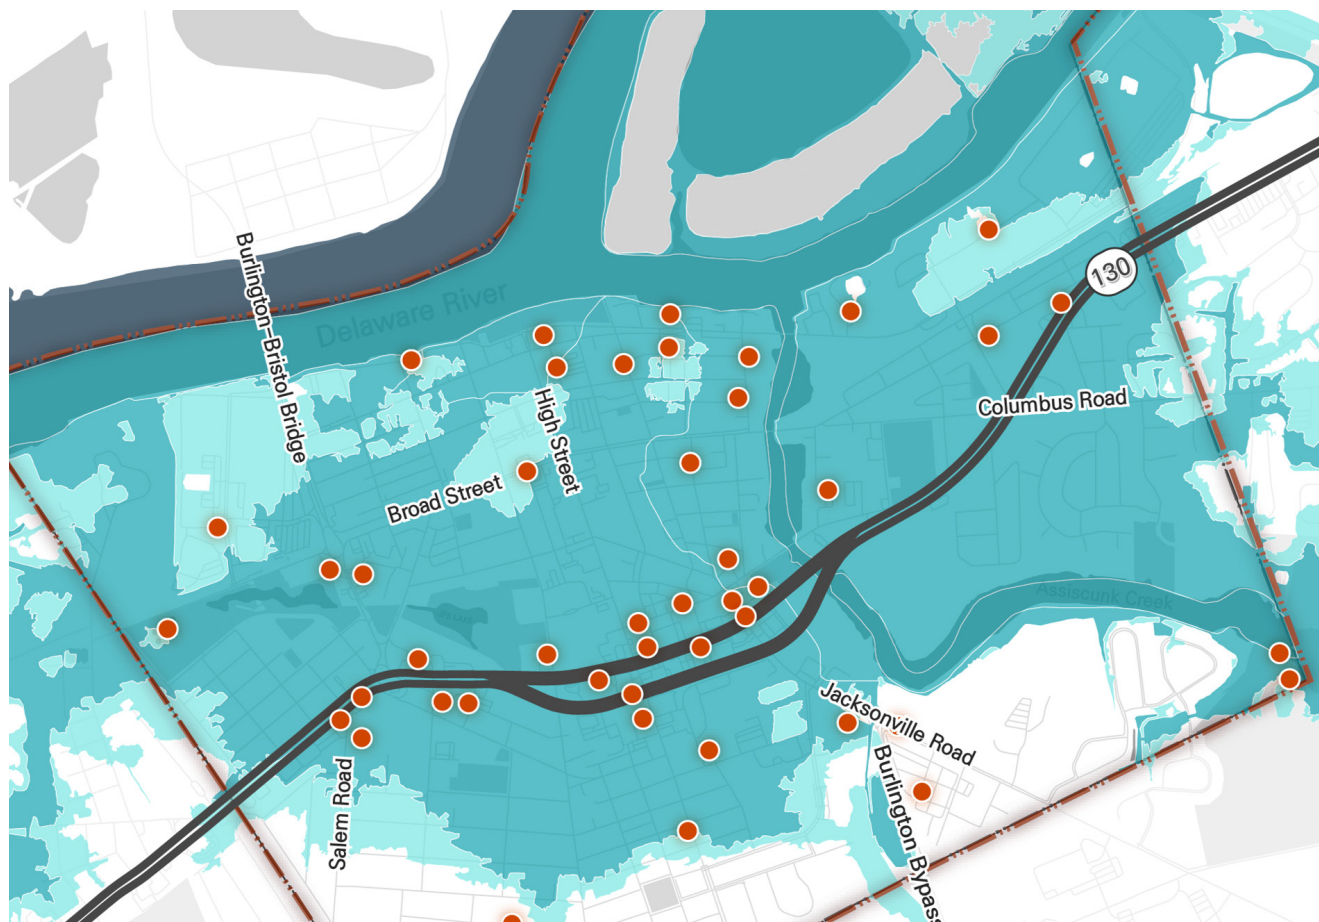 Burlington–Bristol Bridge
Delaware River
130
High Street
Columbus Road
Broad Street
Assiscunk Creek
Jacksonville Road
Salem Road
Burlington Bypass